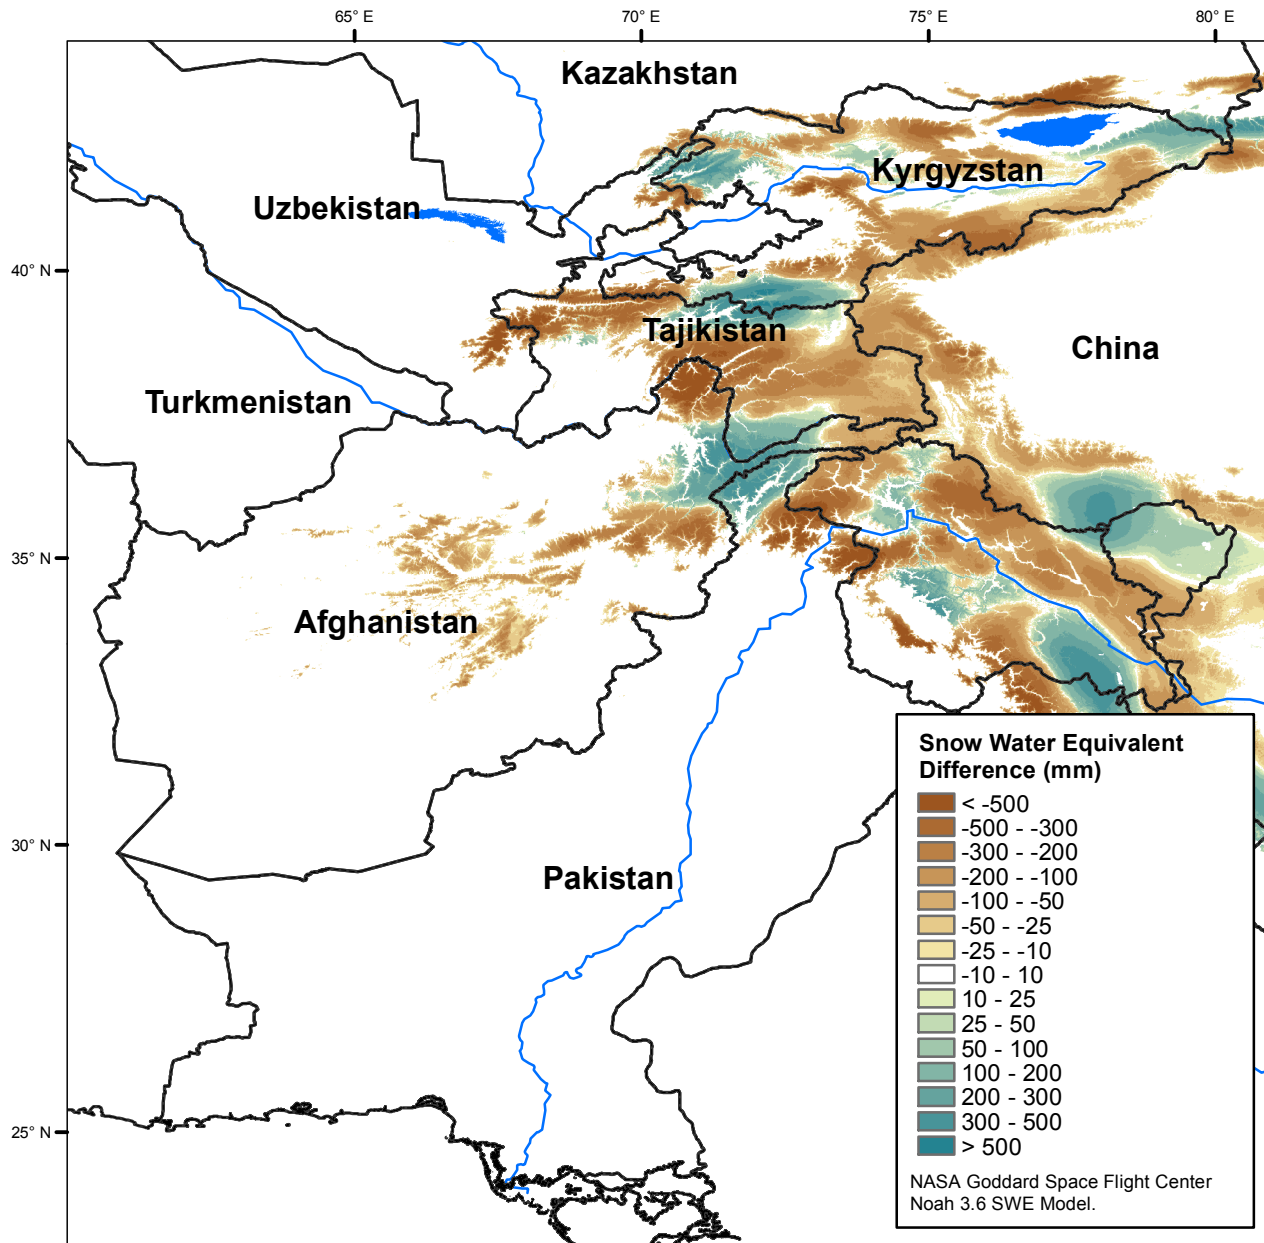 65° E
70° E
75° E
80° E
Kazakhstan
Kyrgyzstan
Uzbekistan
40° N
Tajikistan
China
Turkmenistan
35° N
Afghanistan
Snow Water Equivalent
Difference (mm)
< -500
-500 - -300
-300 - -200
-200 - -100
-100 - -50
-50 - -25
-25 - -10
-10 - 10
10 - 25
25 - 50
50 - 100
100 - 200
200 - 300
300 - 500
> 500
30° N
Pakistan
25° N
NASA Goddard Space Flight Center
Noah 3.6 SWE Model.